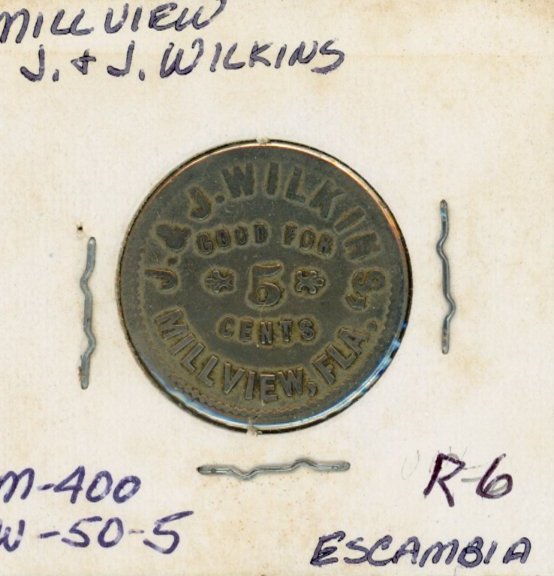 MILLVIEW
J. & J. WILKINS
J. & J. WILKINS,
GOOD FOR
5
CENTS
MILLVIEW, FLA.
M-400
W-50-5
R-6
ESCAMBIA